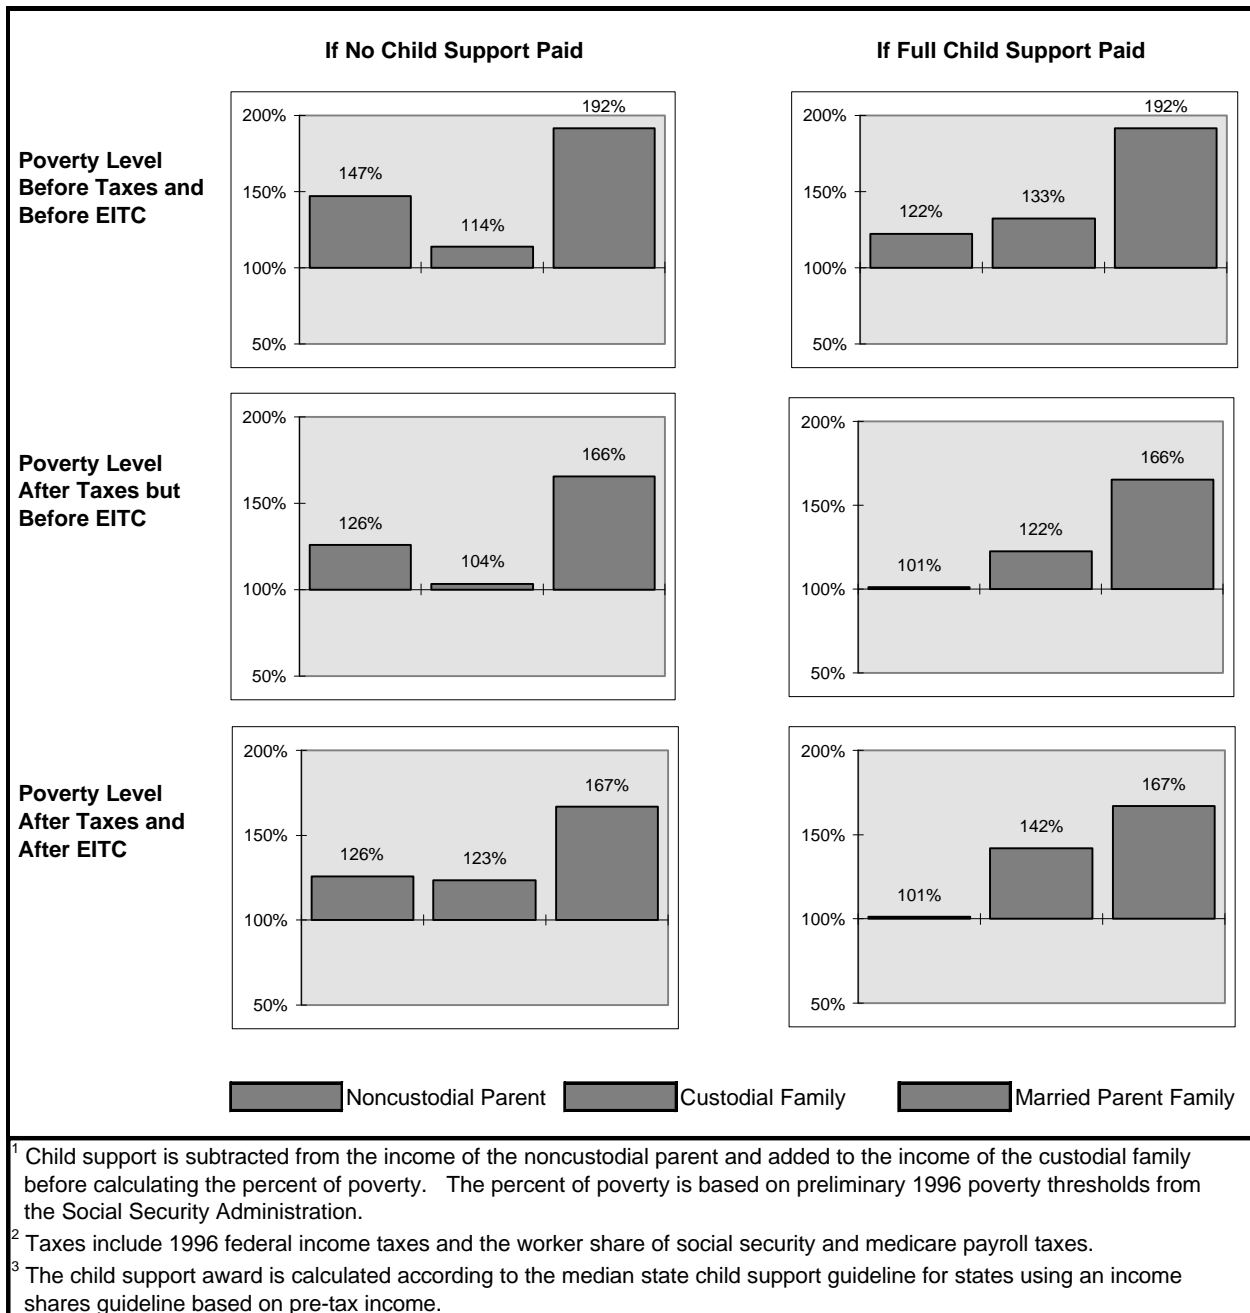 If No Child Support Paid
If Full Child Support Paid
Poverty Level
Before Taxes and
Before EITC
200%
150%
100%
50%
147%
114%
192%
200%
150%
100%
50%
122%
133%
192%
Poverty Level
After Taxes but
Before EITC
200%
150%
100%
50%
126%
104%
166%
200%
150%
100%
50%
101%
122%
166%
Poverty Level
After Taxes and
After EITC
200%
150%
100%
50%
126%
123%
167%
200%
150%
100%
50%
101%
142%
167%
Noncustodial Parent
Custodial Family
Married Parent Family
1 Child support is subtracted from the income of the noncustodial parent and added to the income of the custodial family
before calculating the percent of poverty. The percent of poverty is based on preliminary 1996 poverty thresholds from
the Social Security Administration.
2 Taxes include 1996 federal income taxes and the worker share of social security and medicare payroll taxes.
3 The child support award is calculated according to the median state child support guideline for states using an income
shares guideline based on pre-tax income.